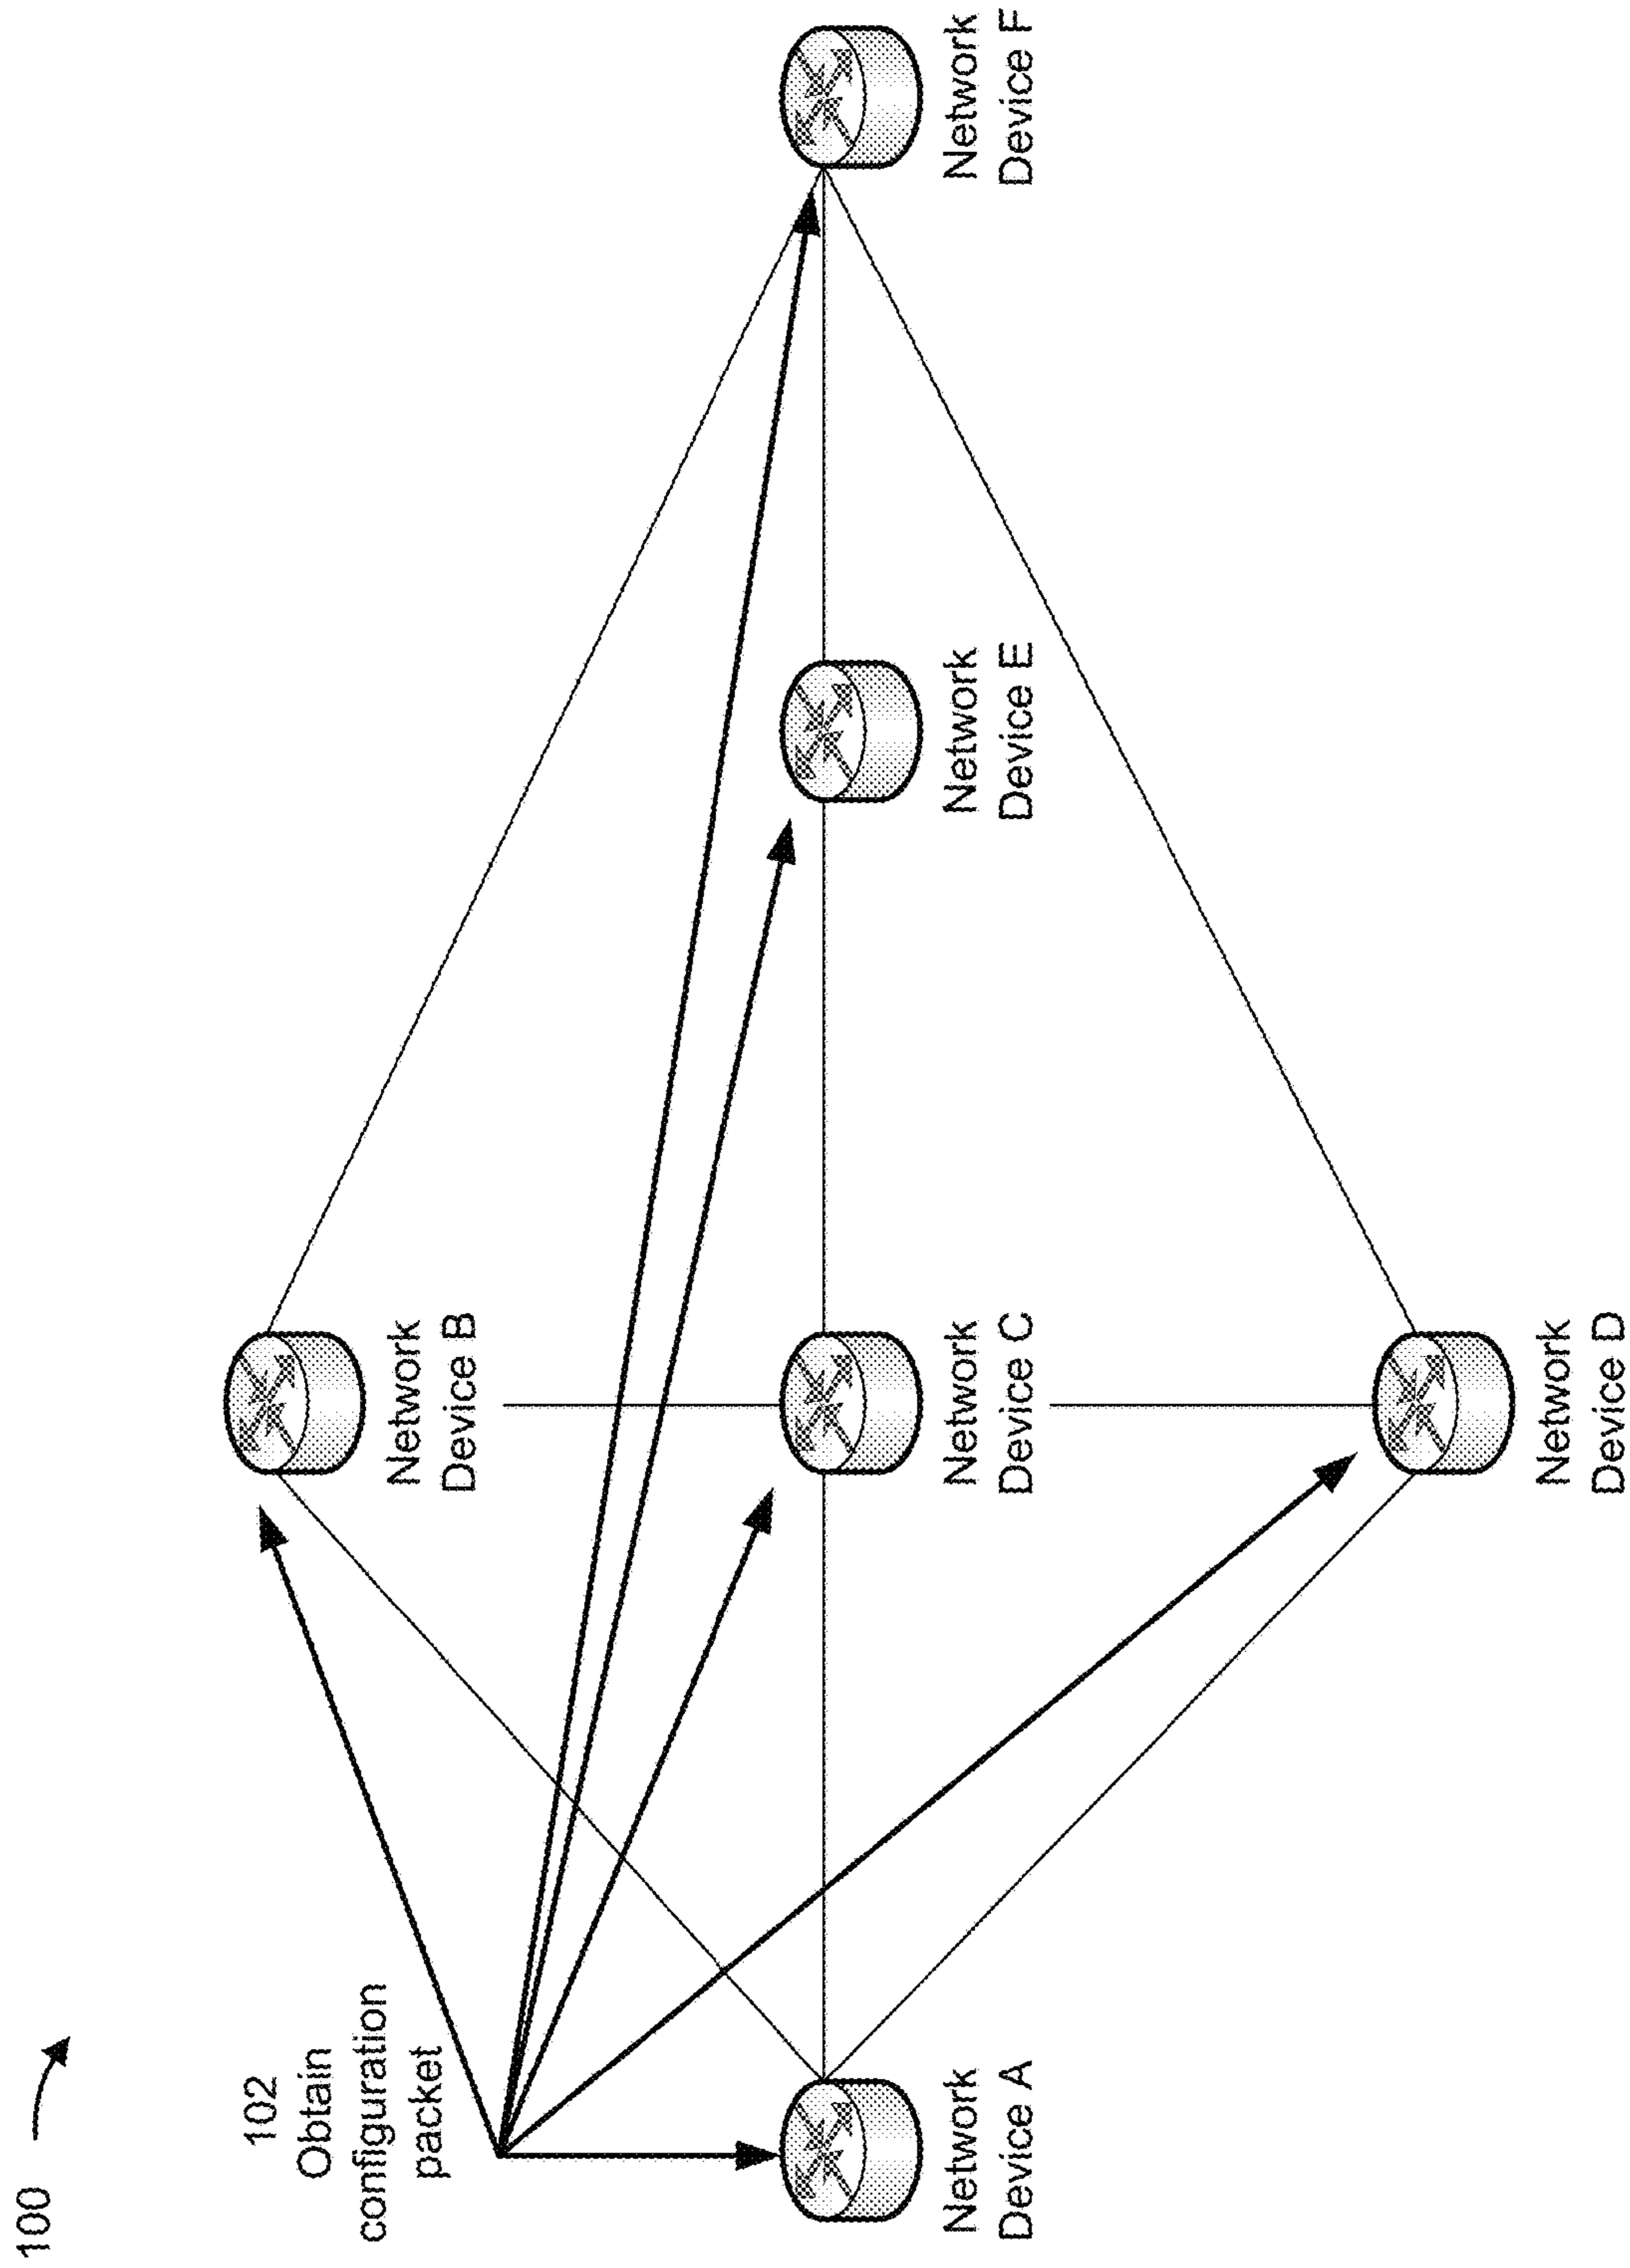 100
102
Obtain
configuration
packet
Network
Device B
Network
Device A
Network
Device C
Network
Device E
Network
Device F
Network
Device D